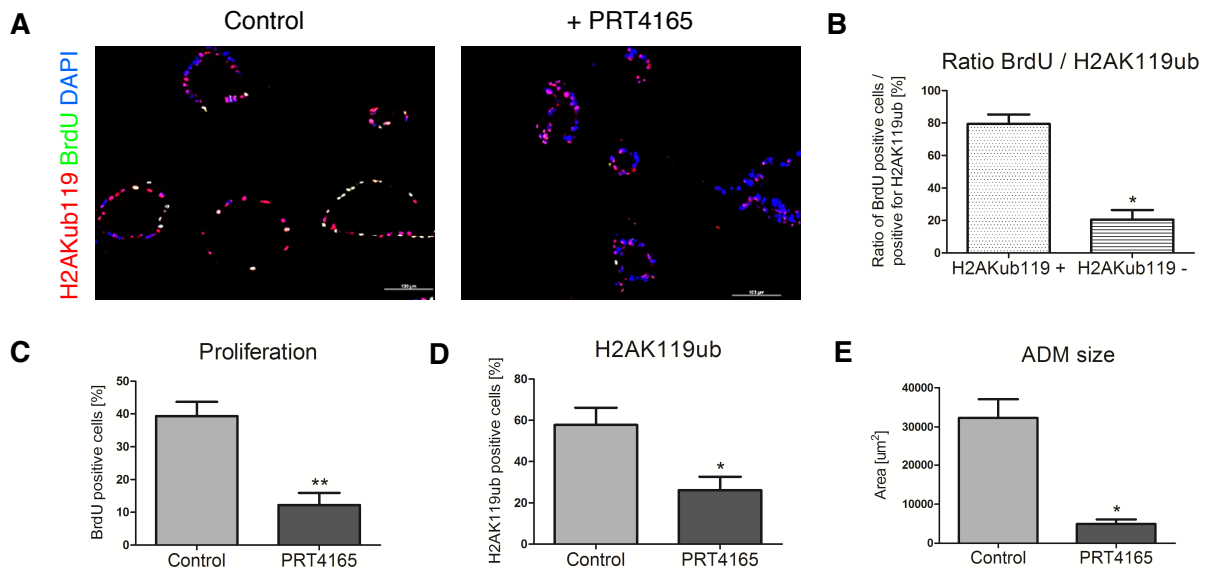 A
Control
+ PRT4165
H2AKub119 BrdU DAPI
100 µm
B
Ratio BrdU / H2AK119ub
Ratio of BrdU positive cells /
positive for H2AK119ub [%]
100
80
60
40
20
0
*
H2AKub119 + H2AKub119 -
C
Proliferation
BrdU positive cells [%]
50
40
30
20
10
0
**
Control PRT4165
D
H2AK119ub
H2AK119ub positive cells [%]
80
60
40
20
0
*
Control PRT4165
E
ADM size
Area [um²]
40000
30000
20000
10000
0
*
Control PRT4165